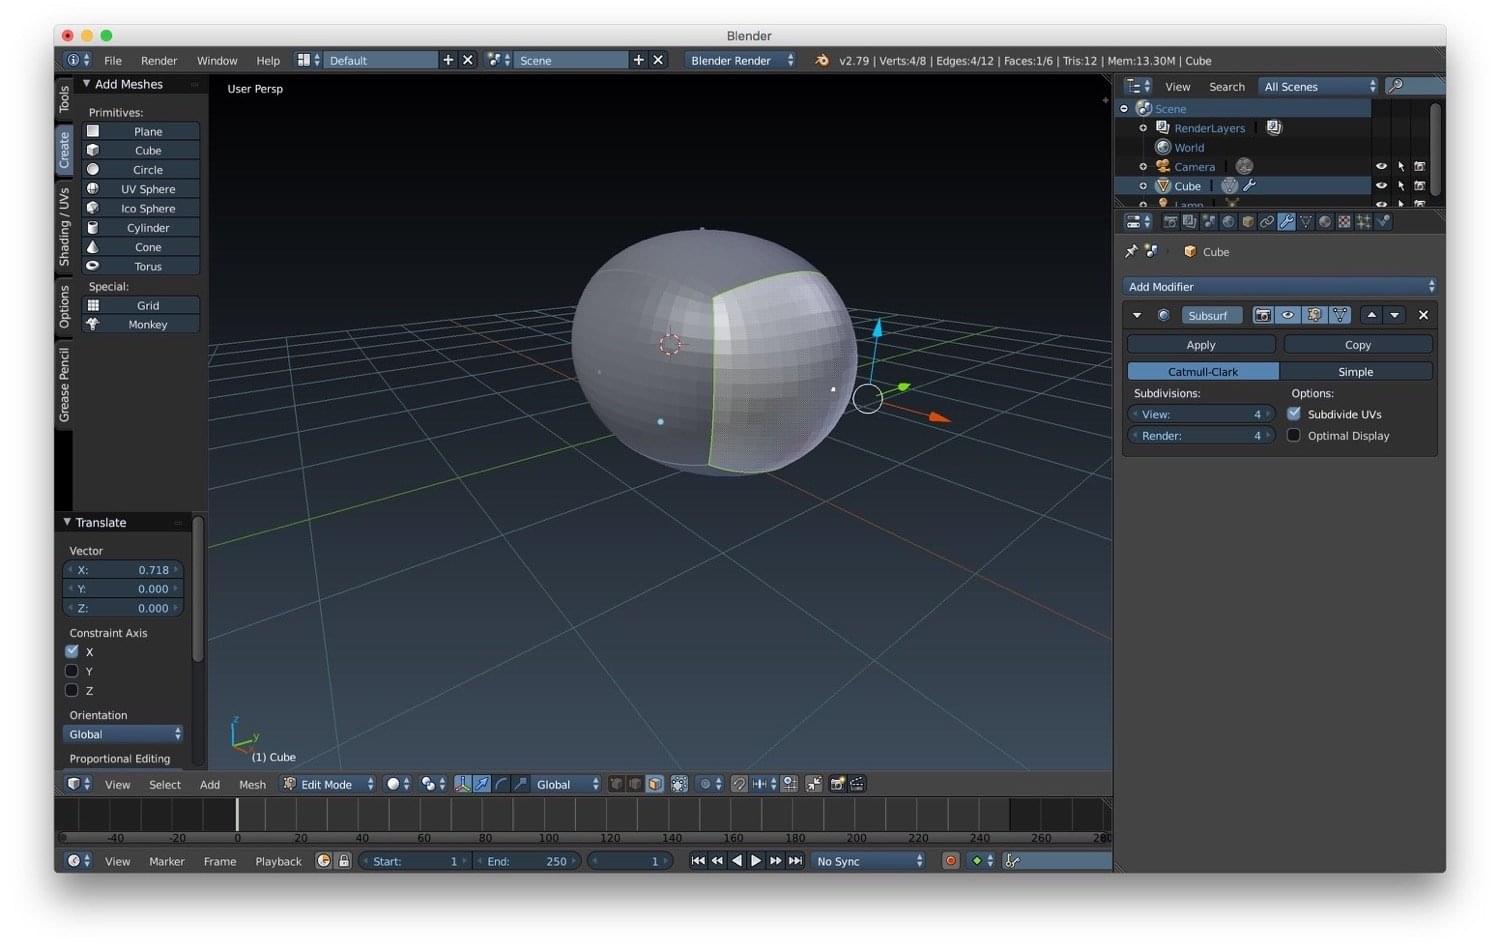 Blender
File Render Window Help Default Scene Blender Render v2.79 | Verts:4/8 | Edges:4/12 | Faces:1/6 | Tris:12 | Mem:13.30M | Cube
Tools
Create
Shading / UVs
Options
Grease Pencil
Add Meshes
Primitives:
Plane
Cube
Circle
UV Sphere
Ico Sphere
Cylinder
Cone
Torus
Special:
Grid
Monkey
Translate
Vector
X: 0.718
Y: 0.000
Z: 0.000
Constraint Axis
X
Y
Z
Orientation
Global
Proportional Editing
User Persp
z
y
(1) Cube
View Select Add Mesh Edit Mode Global
View Search All Scenes
Scene
RenderLayers
World
Camera
Cube
Lamp
Cube
Add Modifier
Subsurf
Apply Copy
Catmull-Clark Simple
Subdivisions: Options:
View: 4 Subdivide UVs
Render: 4 Optimal Display
-40 -20 0 20 40 60 80 100 120 140 160 180 200 220 240 260 280
View Marker Frame Playback Start: 1 End: 250 1 No Sync